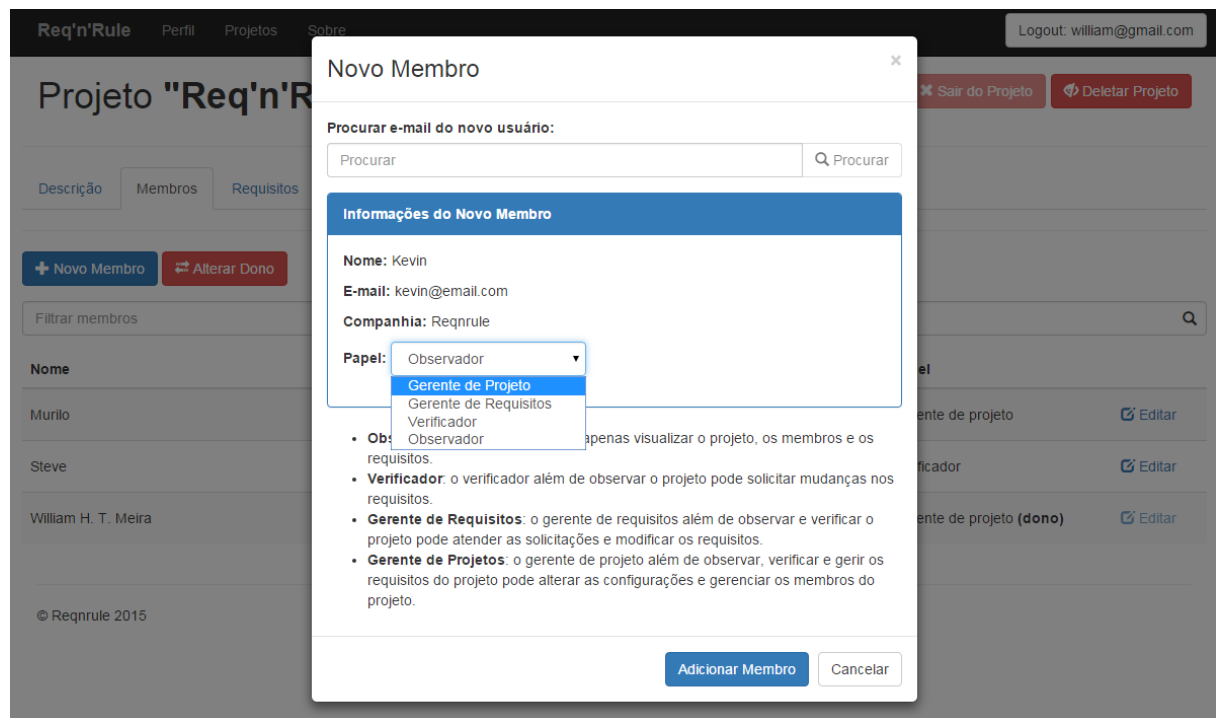 Req'n'Rule Perfil Projetos Sobre Logout: william@gmail.com
Novo Membro ×
Projeto "Req'n'R
Sair do Projeto Deletar Projeto
Procurar e-mail do novo usuário:
Procurar Procurar
Descrição Membros Requisitos
Informações do Novo Membro
Nome: Kevin
Novo Membro Alterar Dono
E-mail: kevin@email.com
Filtrar membros
Companhia: Reqnrule
Papel: Observador
Nome
Gerente de Projeto
Gerente de Requisitos
Verificador
Observador
Murilo ente de projeto Editar
apenas visualizar o projeto, os membros e os
requisitos.
Steve ficador Editar
Verificador: o verificador além de observar o projeto pode solicitar mudanças nos
requisitos.
William H. T. Meira ente de projeto (dono) Editar
Gerente de Requisitos: o gerente de requisitos além de observar e verificar o
projeto pode atender as solicitações e modificar os requisitos.
Gerente de Projetos: o gerente de projeto além de observar, verificar e gerir os
requisitos do projeto pode alterar as configurações e gerenciar os membros do
projeto.
© Reqnrule 2015
Adicionar Membro Cancelar